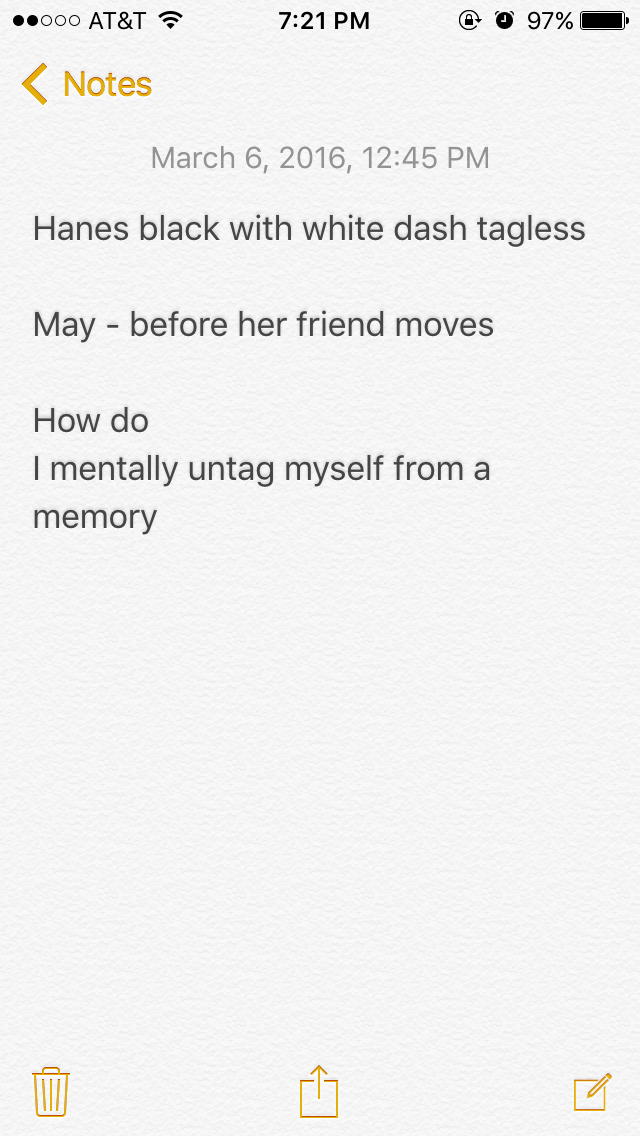 AT&T 7:21 PM 97%
Notes
March 6, 2016, 12:45 PM
Hanes black with white dash tagless
May - before her friend moves
How do
I mentally untag myself from a
memory